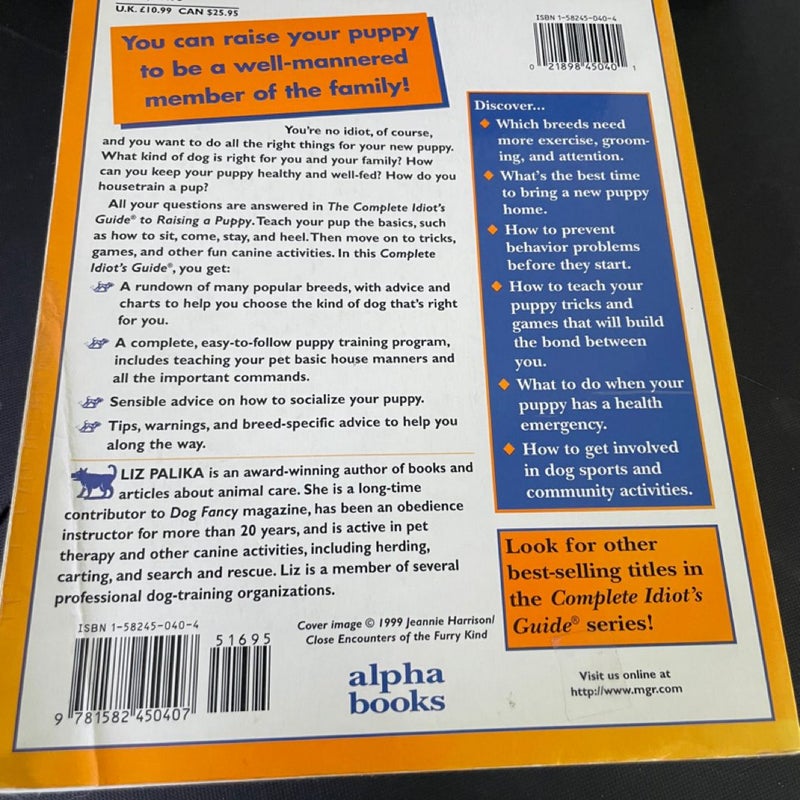 U.K. £10.99 CAN $25.95
You can raise your puppy
to be a well-mannered
member of the family!
You're no idiot, of course,
and you want to do all the right things for your new puppy.
What kind of dog is right for you and your family? How
can you keep your puppy healthy and well-fed? How do you
housetrain a pup?
All your questions are answered in The Complete Idiot's
Guide® to Raising a Puppy. Teach your pup the basics, such
as how to sit, come, stay, and heel. Then move on to tricks,
games, and other fun canine activities. In this Complete
Idiot's Guide®, you get:
A rundown of many popular breeds, with advice and
charts to help you choose the kind of dog that's right
for you.
A complete, easy-to-follow puppy training program,
includes teaching your pet basic house manners and
all the important commands.
Sensible advice on how to socialize your puppy.
Tips, warnings, and breed-specific advice to help you
along the way.
LIZ PALIKA is an award-winning author of books and
articles about animal care. She is a long-time
contributor to Dog Fancy magazine, has been an obedience
instructor for more than 20 years, and is active in pet
therapy and other canine activities, including herding,
carting, and search and rescue. Liz is a member of several
professional dog-training organizations.
ISBN 1-58245-040-4
51695
9 781582 450407
Cover image © 1999 Jeannie Harrison/
Close Encounters of the Furry Kind
alpha
books
ISBN 1-58245-040-4
0 21898 45040 1
Discover...
◆ Which breeds need
more exercise, groom-
ing, and attention.
◆ What's the best time
to bring a new puppy
home.
◆ How to prevent
behavior problems
before they start.
◆ How to teach your
puppy tricks and
games that will build
the bond between
you.
◆ What to do when your
puppy has a health
emergency.
◆ How to get involved
in dog sports and
community activities.
Look for other
best-selling titles in
the Complete Idiot's
Guide® series!
Visit us online at
http://www.mgr.com